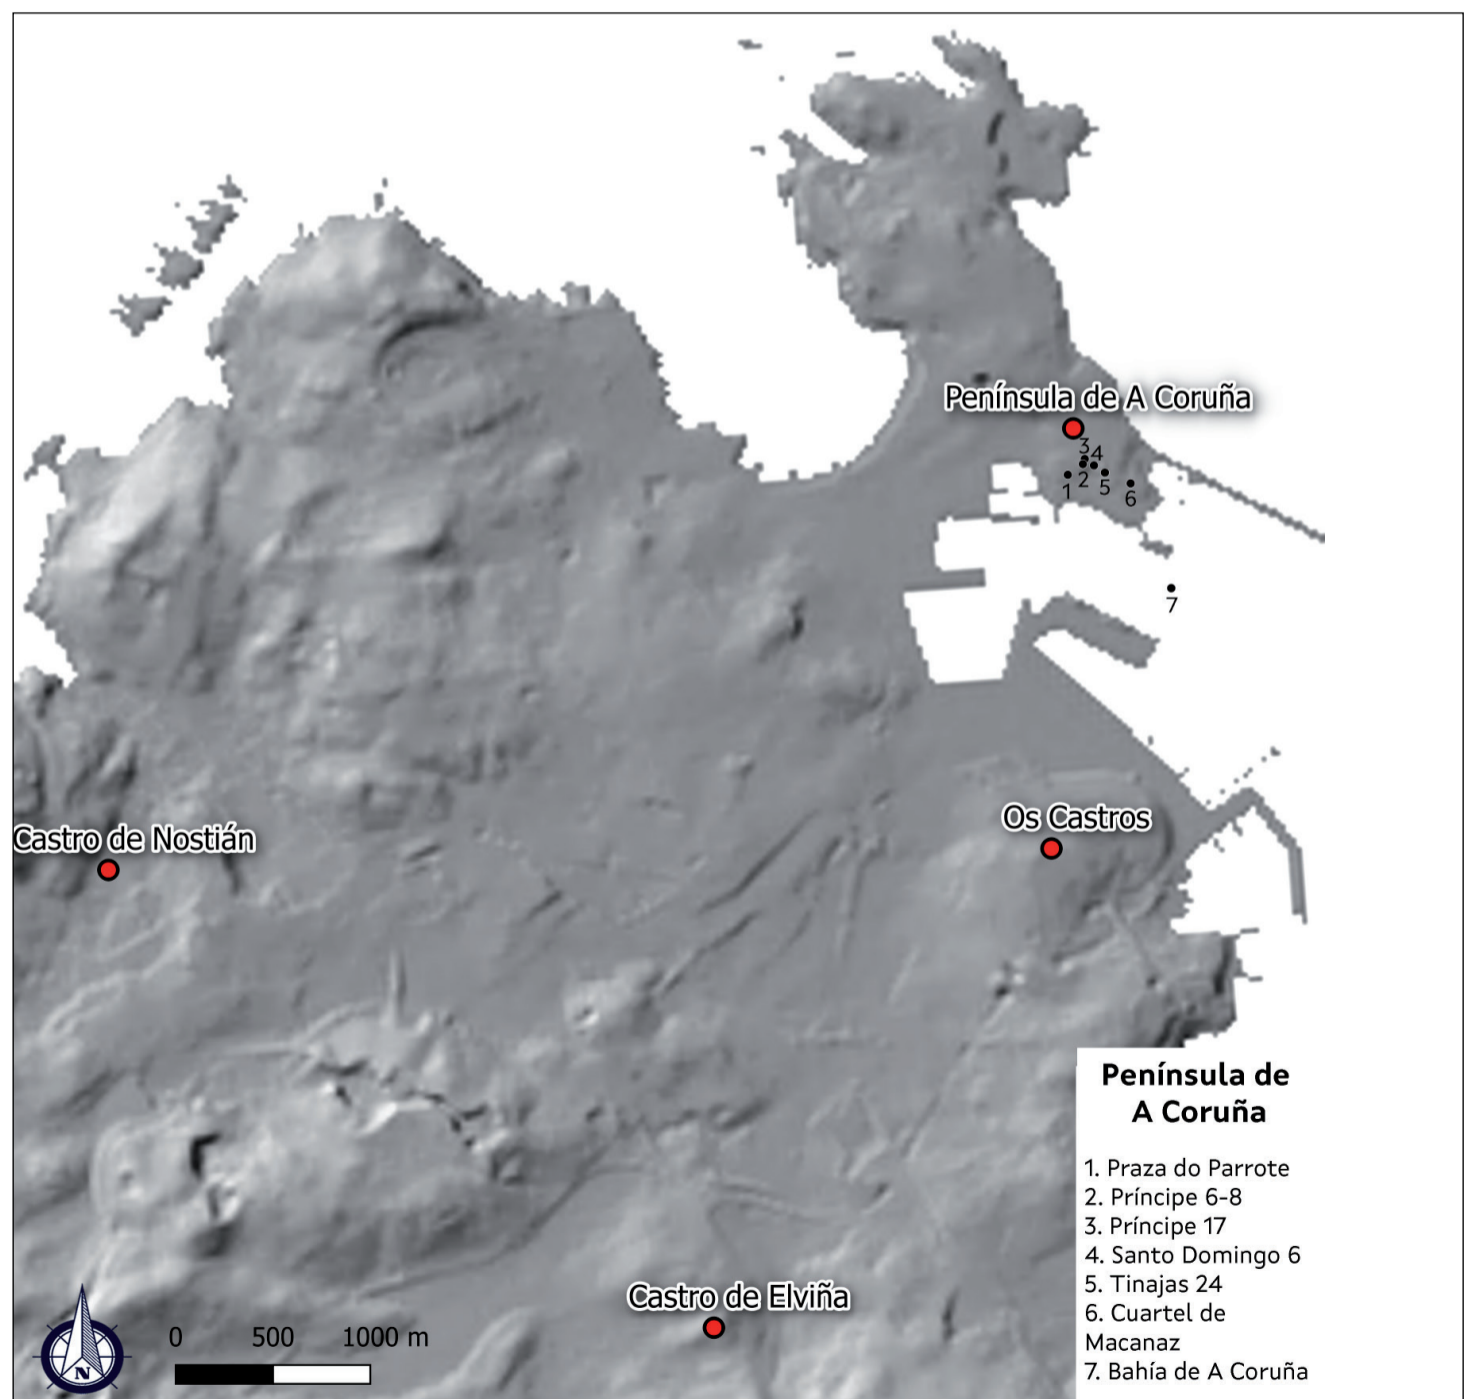 Península de A Coruña
3
4
1
2
5
6
7
Castro de Nostián
Os Castros
Castro de Elviña
0 500 1000 m
N
Península de
A Coruña
1. Praza do Parrote
2. Príncipe 6-8
3. Príncipe 17
4. Santo Domingo 6
5. Tinajas 24
6. Cuartel de
Macanaz
7. Bahía de A Coruña